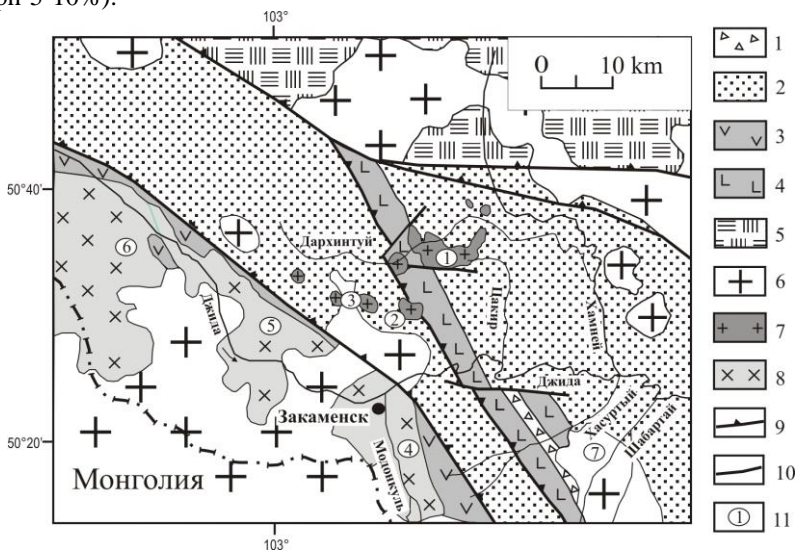 при 5-10%).
103°
0 10 km
50°40'
Дархинтуй
Цакир
Хамней
Джида
Джида
Закаменск
Модонкуль
Хасуртый
Шабартай
50°20'
Монголия
103°
1
2
3
4
5
6
7
1
2
3
4
5
6
7
8
9
10
1 11